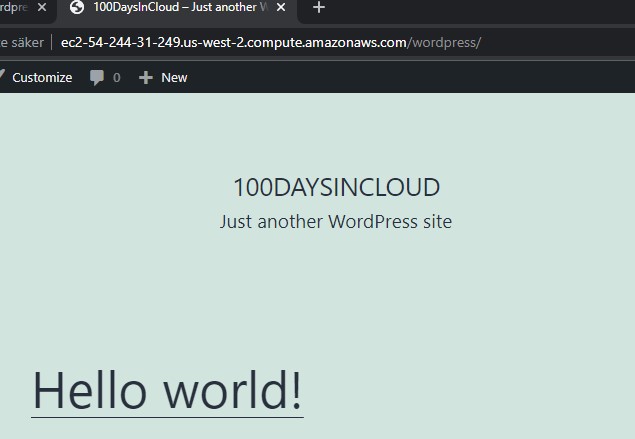 rdpre
100DaysInCloud – Just another W
te säker
ec2-54-244-31-249.us-west-2.compute.amazonaws.com/wordpress/
Customize 0 New
100DAYSINCLOUD
Just another WordPress site
Hello world!